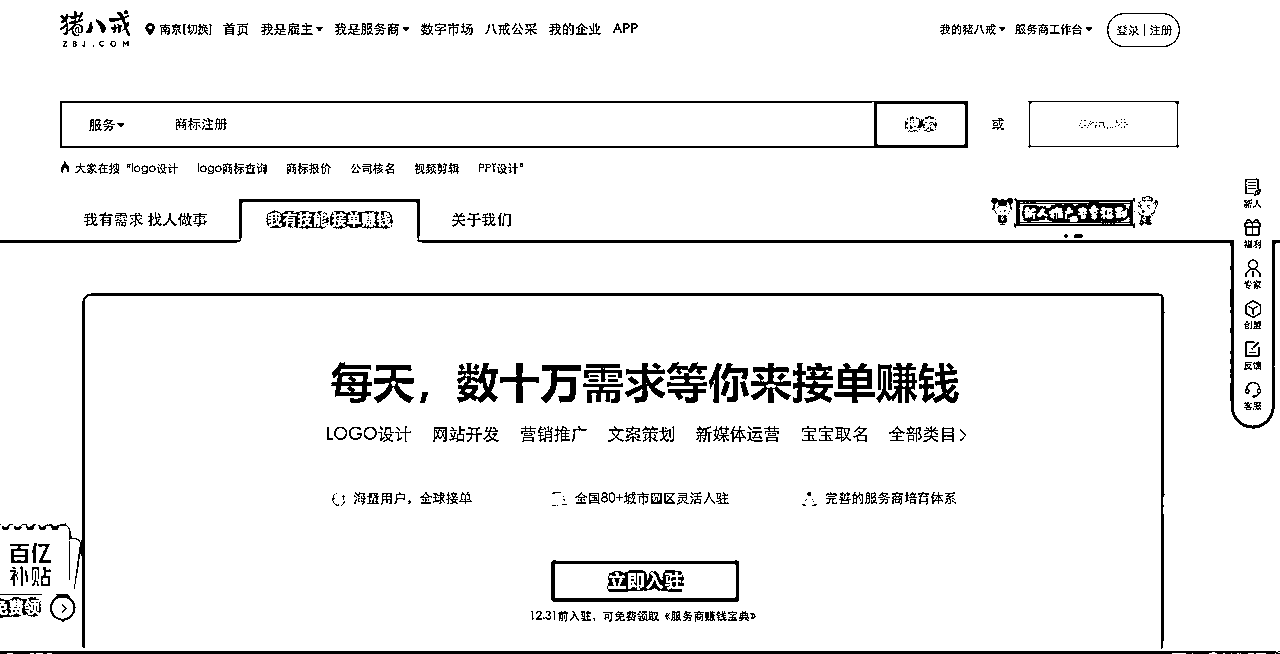 猪八戒
ZBJ.COM
南京[切换] 首页 我是雇主 我是服务商 数字市场 八戒公采 我的企业 APP
我的猪八戒 服务商工作台 登录 | 注册
服务 商标注册 搜索 或
大家在搜 “logo设计 logo商标查询 商标报价 公司核名 视频剪辑 PPT设计”
我有需求 找人做事 我有技能 接单赚钱 关于我们
新人
福利
专家
创盟
反馈
客服
每天，数十万需求等你来接单赚钱
LOGO设计 网站开发 营销推广 文案策划 新媒体运营 宝宝取名 全部类目>
海量用户，全球接单 全国80+城市园区灵活入驻 完善的服务商培育体系
百亿
补贴
免费领
立即入驻
12.31前入驻，可免费领取《服务商赚钱宝典》